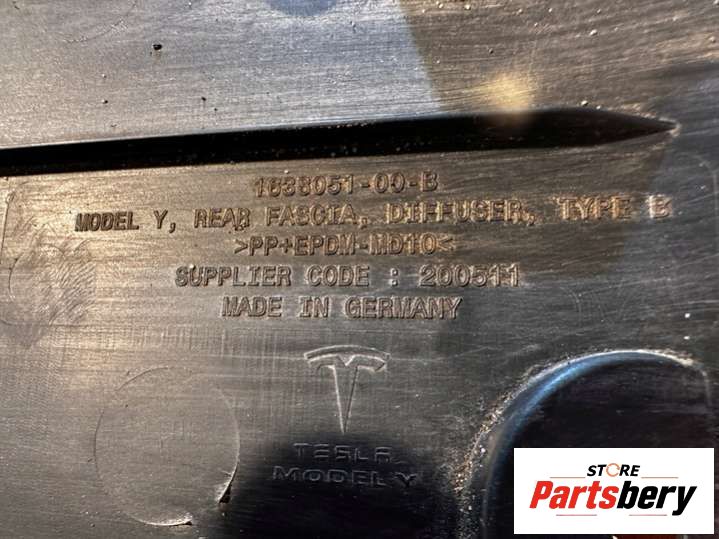 1638051-00-B
MODEL Y, REAR FASCIA, DIFFUSER, TYPE B
>PP+EPDM-MD10<
SUPPLIER CODE : 200511
MADE IN GERMANY
TESLA
MODEL Y
STORE
Partsbery